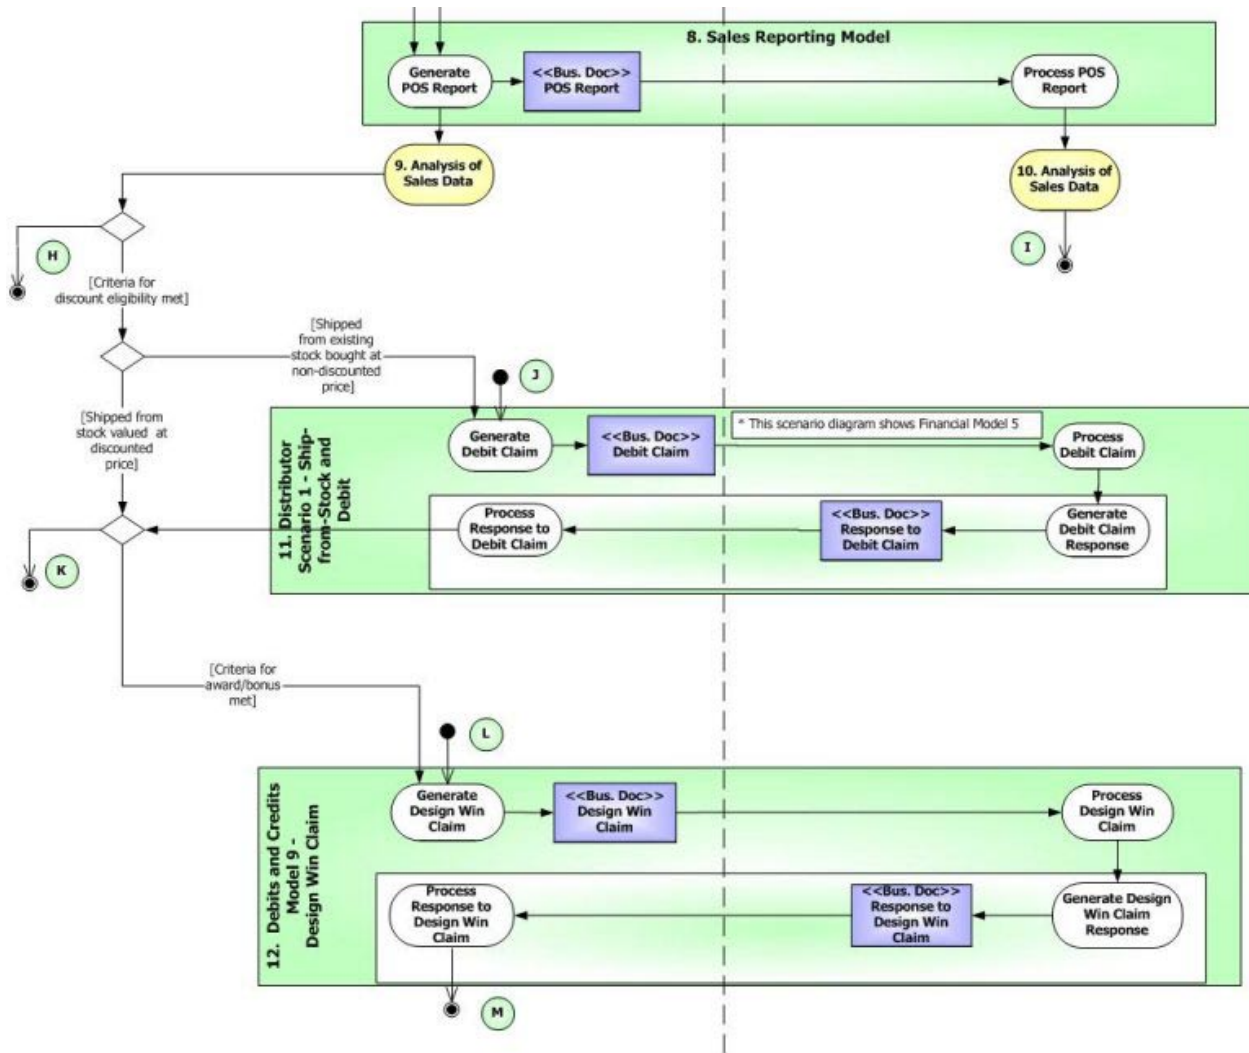 8. Sales Reporting Model
Generate
POS Report
<<Bus. Doc>>
POS Report
Process POS
Report
9. Analysis of
Sales Data
10. Analysis of
Sales Data
H
I
[Criteria for
discount eligibility met]
[Shipped
from existing
stock bought at
non-discounted
price]
J
[Shipped from
stock valued at
discounted
price]
11. Distributor
Scenario 1 - Ship-
from-Stock and
Debit
Generate
Debit Claim
<<Bus. Doc>>
Debit Claim
* This scenario diagram shows Financial Model 5
Process
Debit Claim
Process
Response to
Debit Claim
<<Bus. Doc>>
Response to
Debit Claim
Generate
Debit Claim
Response
K
[Criteria for
award/bonus
met]
L
12. Debits and Credits
Model 9 -
Design Win Claim
Generate
Design Win
Claim
<<Bus. Doc>>
Design Win
Claim
Process
Design Win
Claim
Process
Response to
Design Win
Claim
<<Bus. Doc>>
Response to
Design Win
Claim
Generate Design
Win Claim
Response
M